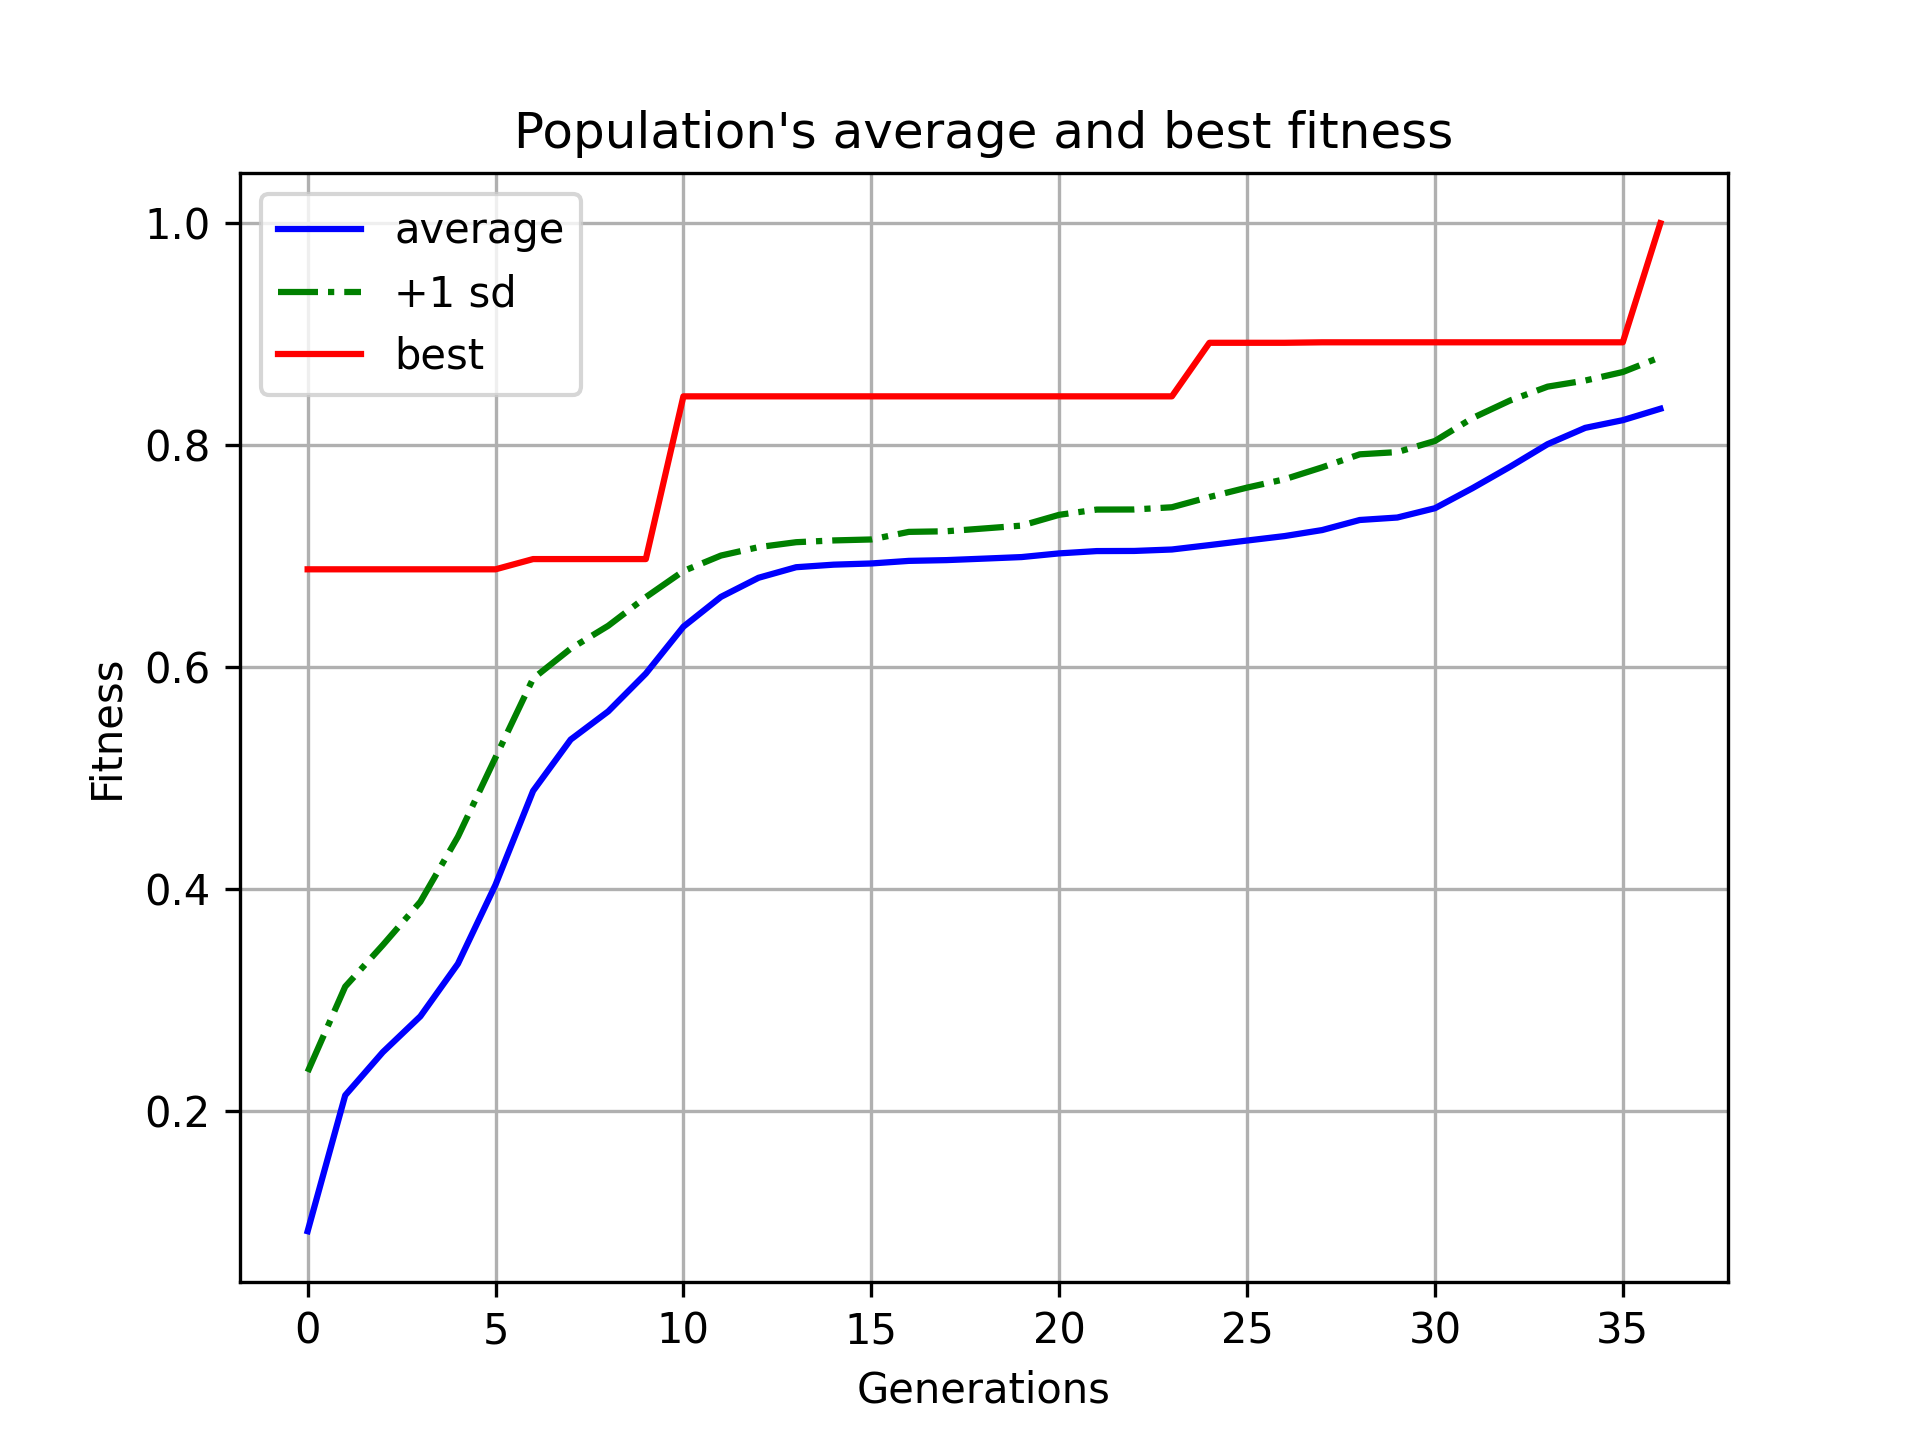 Population's average and best fitness
average
+1 sd
best
1.0
0.8
0.6
0.4
0.2
Fitness
0 5 10 15 20 25 30 35
Generations